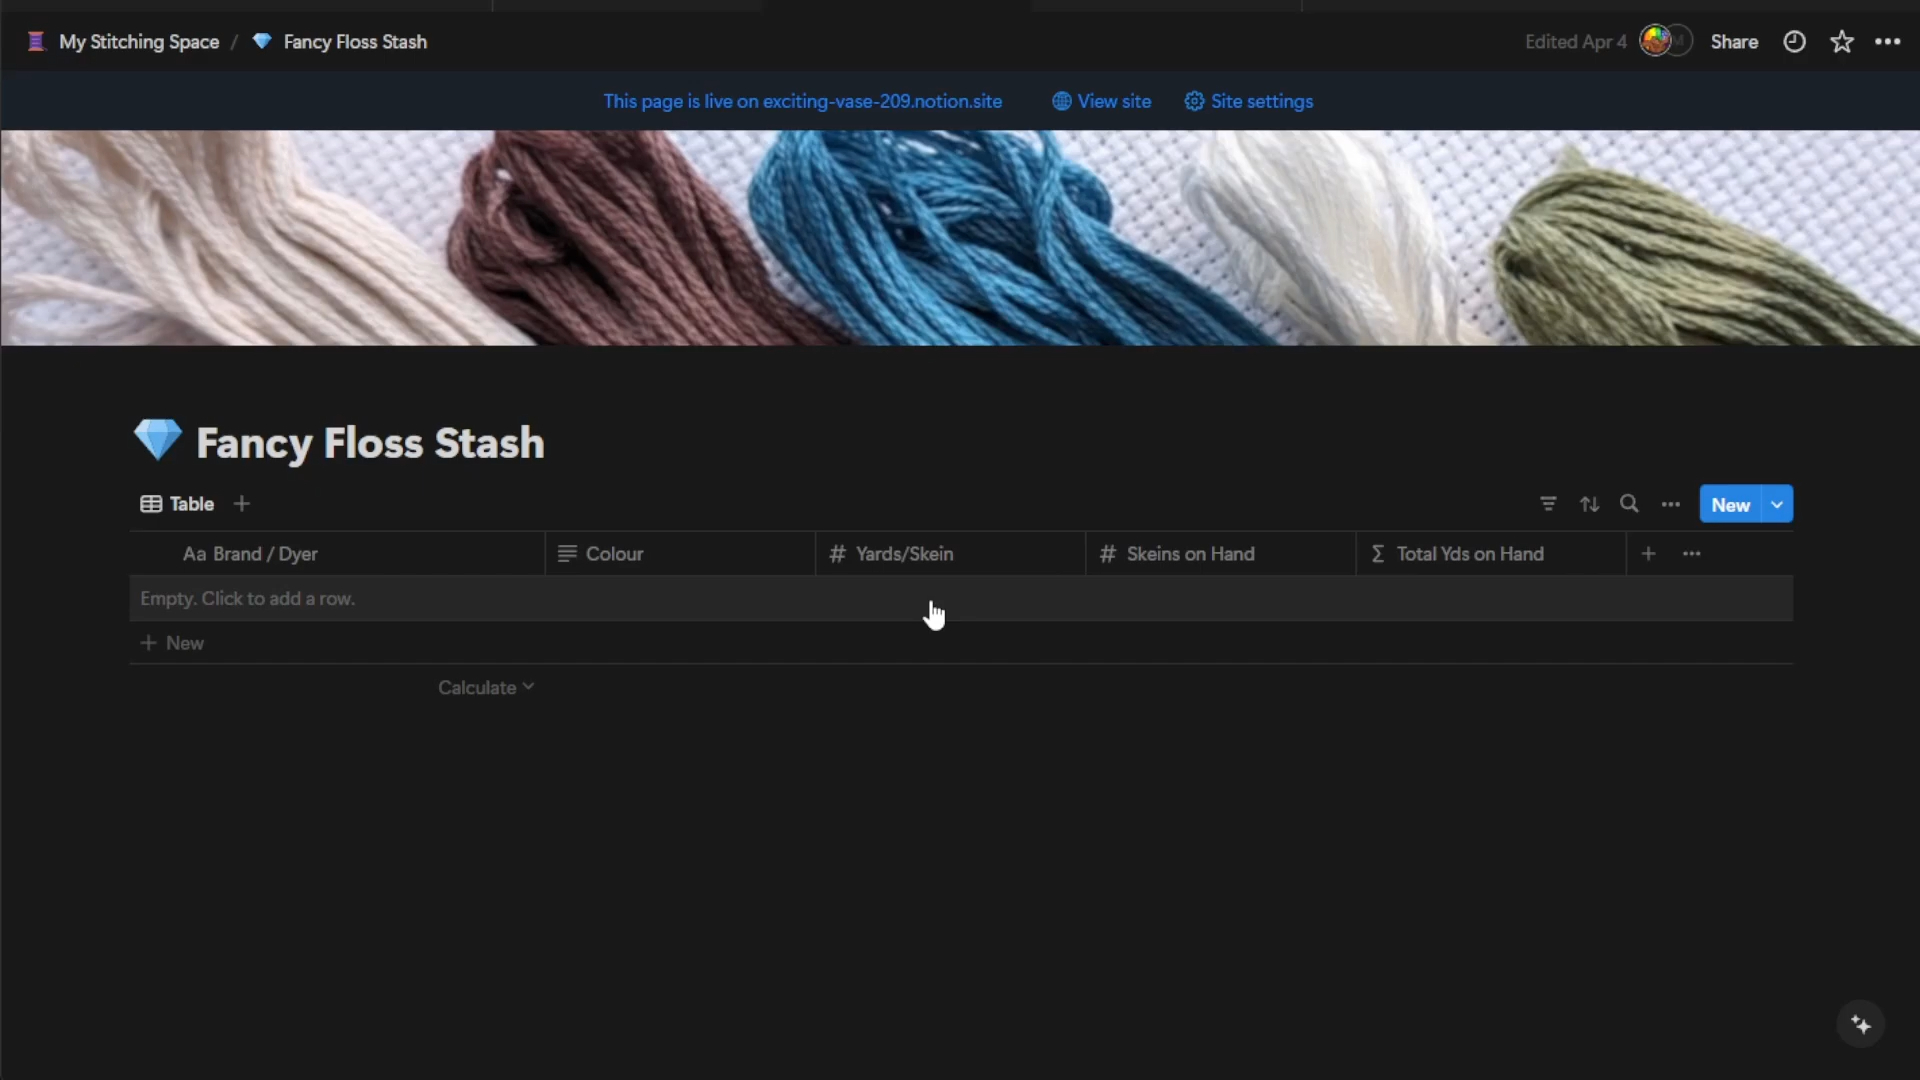 My Stitching Space / Fancy Floss Stash
Edited Apr 4
Share
This page is live on exciting-vase-209.notion.site
View site
Site settings
Fancy Floss Stash
Table
New
Aa Brand / Dyer
Colour
# Yards/Skein
# Skeins on Hand
Σ Total Yds on Hand
Empty. Click to add a row.
+ New
Calculate